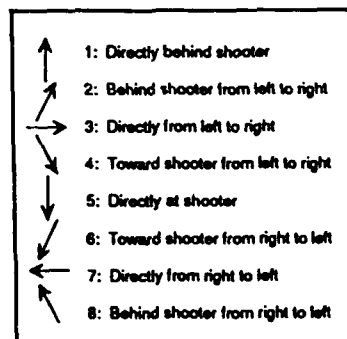 1: Directly behind shooter
2: Behind shooter from left to right
3: Directly from left to right
4: Toward shooter from left to right
5: Directly at shooter
6: Toward shooter from right to left
7: Directly from right to left
8: Behind shooter from right to left